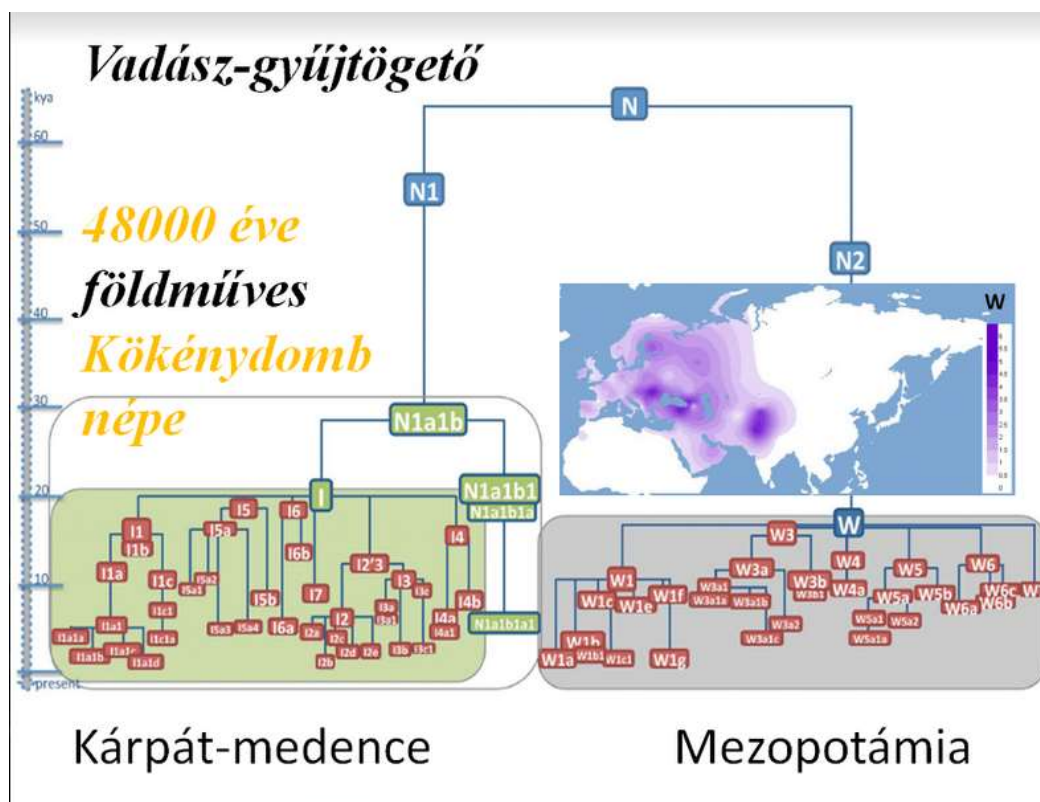 Vadász-gyűjtögető
kya
60
50
40
30
20
10
present
48000 éve
földműves
Kökénydomb
népe
N
N1
N2
W
N1a1b
I
N1a1b1
N1a1b1a
N1a1b1a1
I1
I1b
I1a
I1c
I1c1
I1c1a
I1a1
I1a1a
I1a1b
I1a1c
I1a1d
I5
I5a
I5a1
I5a2
I5a3
I5a4
I5b
I6
I6b
I6a
I7
I2'3
I2
I2a
I2b
I2c
I2d
I2e
I3
I3a
I3a1
I3b
I3c
I3c1
I4
I4a
I4a1
I4b
W
W1
W1a
W1b
W1b1
W1c
W1c1
W1e
W1f
W1g
W3
W3a
W3a1
W3a1a
W3a1b
W3a1c
W3a2
W3b
W3b1
W4
W4a
W5
W5a
W5a1
W5a1a
W5a2
W5b
W6
W6a
W6b
W6c
Kárpát-medence
Mezopotámia